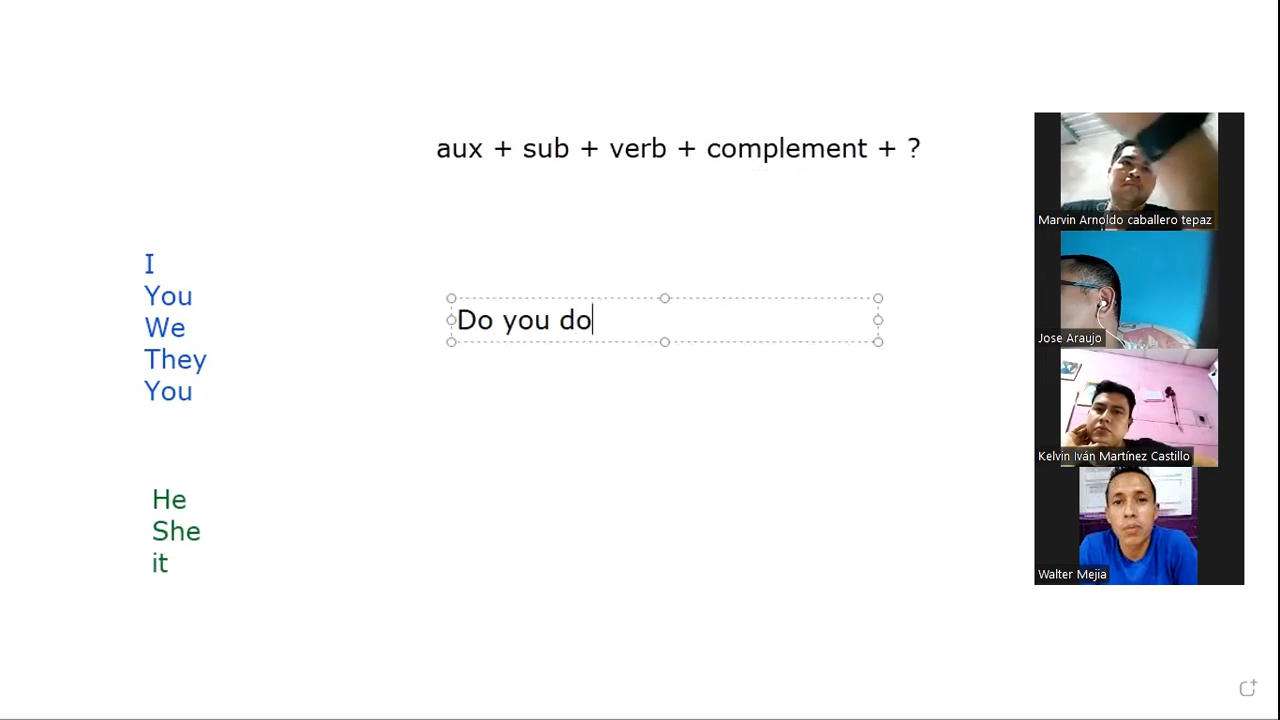 aux + sub + verb + complement + ?
I
You
We
They
You
Do you do
He
She
it
Marvin Arnoldo caballero tepaz
Jose Araujo
Kelvin Iván Martínez Castillo
Walter Mejia